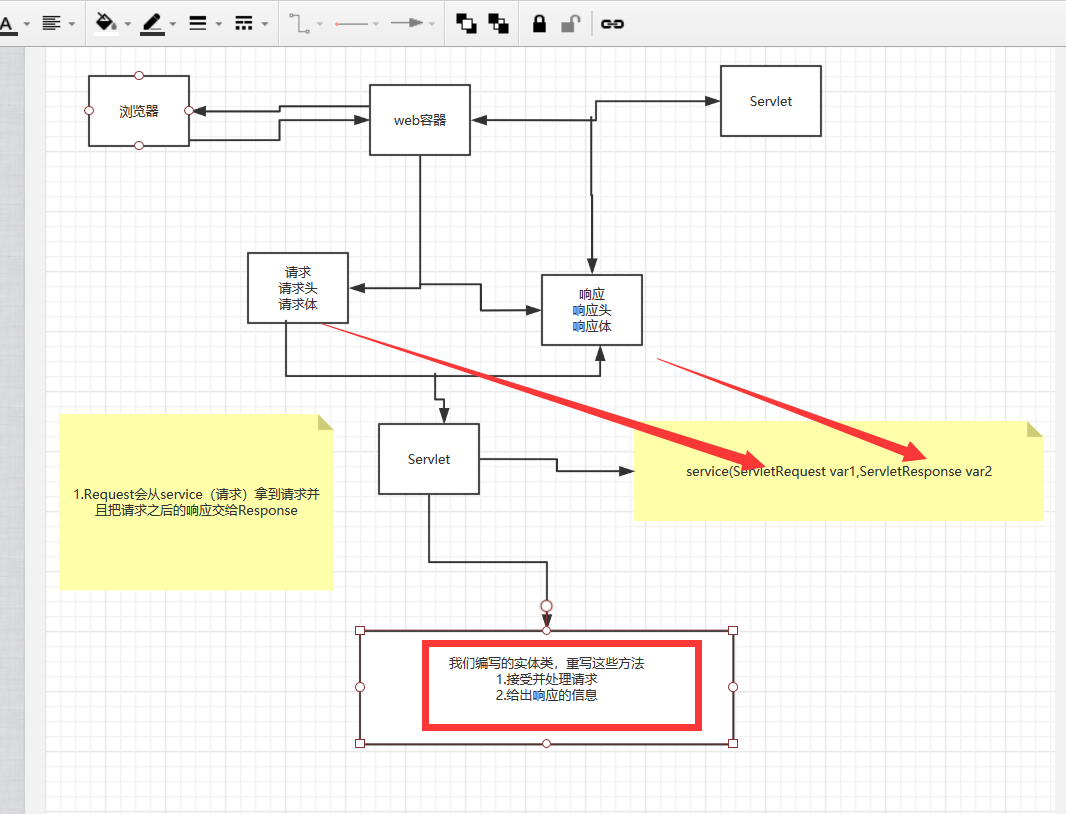 A
浏览器
web容器
Servlet
请求
请求头
请求体
响应
响应头
响应体
Servlet
service(ServletRequest var1,ServletResponse var2
1.Request会从service（请求）拿到请求并
且把请求之后的响应交给Response
我们编写的实体类，重写这些方法
1.接受并处理请求
2.给出响应的信息